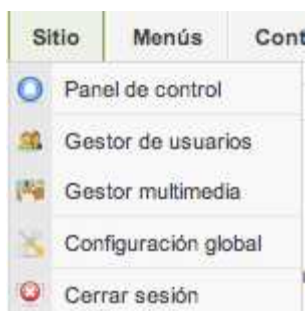 Sitio Menús Cont
Panel de control
Gestor de usuarios
Gestor multimedia
Configuración global
Cerrar sesión